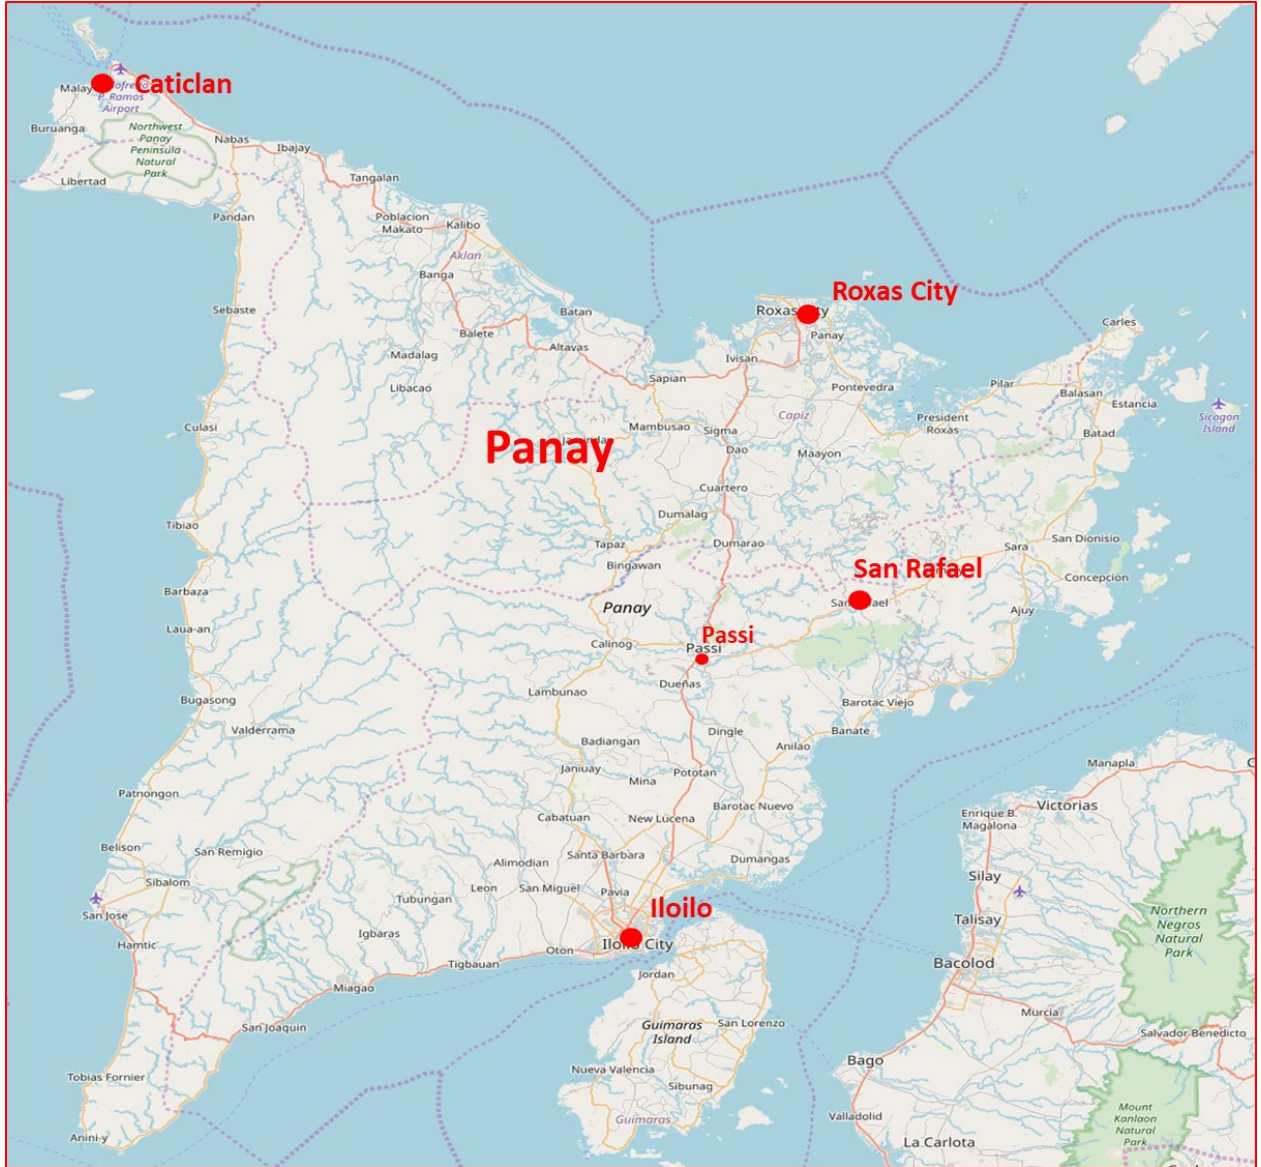 Caticlan
Malay
Godofredo
P. Ramos
Airport
Buruanga
Northwest
Panay
Peninsula
Natural
Park
Nabas
Ibajay
Libertad
Tangalan
Pandan
Poblacion
Makato
Kalibo
Aklan
Banga
Roxas City
Sebaste
Batan
Roxas City
Panay
Carles
Balete
Altavas
Ivisan
Madalag
Libacao
Sapian
Pontevedra
Pilar
Balasan
Estancia
Sicogon
Island
Culasi
Capiz
President
Roxas
Mambusao
Sigma
Batad
Panay
Dao
Maayon
Cuartero
Dumalag
Tibiao
Tapaz
Dumarao
Sara
San Dionisio
Bingawan
San Rafael
Concepcion
Barbaza
Panay
San Rafael
Ajuy
Laua-an
Calinog
Passi
Passi
Dueñas
Lambunao
Bugasong
Barotac Viejo
Valderrama
Dingle
Banate
Badiangan
Anilao
Janiuay
Pototan
Mina
Manapla
Patnongon
Barotac Nuevo
Victorias
Cabatuan
New Lucena
Enrique B.
Magalona
Belison
San Remigio
Alimodian
Santa Barbara
Dumangas
Silay
Sibalom
Leon
San Miguel
Pavia
Tubungan
San Jose
Iloilo
Talisay
Northern
Negros
Natural
Park
Igbaras
Hamtic
Oton
Iloilo City
Tigbauan
Bacolod
Jordan
Miagao
Murcia
San Joaquin
Guimaras
Island
San Lorenzo
Salvador Benedicto
Bago
Tobias Fornier
Nueva Valencia
Sibunag
Guimaras
Valladolid
Mount
Kanlaon
Natural
Park
Anini-y
La Carlota